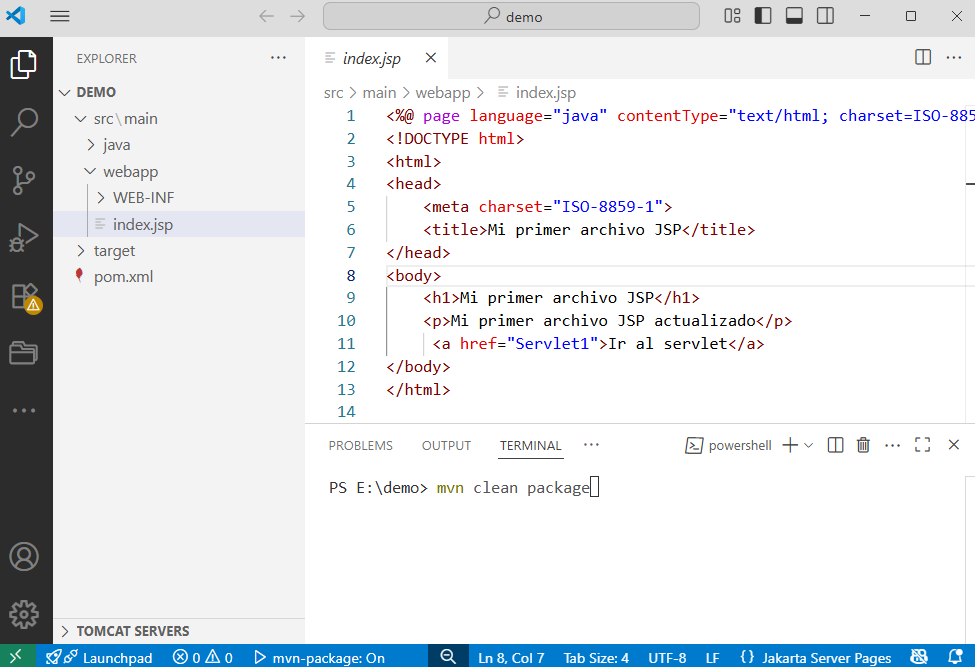 demo
EXPLORER
DEMO
src\main
java
webapp
WEB-INF
index.jsp
target
pom.xml
TOMCAT SERVERS
index.jsp
src > main > webapp > index.jsp
1 <%@ page language="java" contentType="text/html; charset=ISO-885
2 <!DOCTYPE html>
3 <html>
4 <head>
5     <meta charset="ISO-8859-1">
6     <title>Mi primer archivo JSP</title>
7 </head>
8 <body>
9     <h1>Mi primer archivo JSP</h1>
10     <p>Mi primer archivo JSP actualizado</p>
11      <a href="Servlet1">Ir al servlet</a>
12 </body>
13 </html>
14
PROBLEMS OUTPUT TERMINAL ··· powershell
PS E:\demo> mvn clean package
Launchpad 0 0 mvn-package: On Ln 8, Col 7 Tab Size: 4 UTF-8 LF {} Jakarta Server Pages